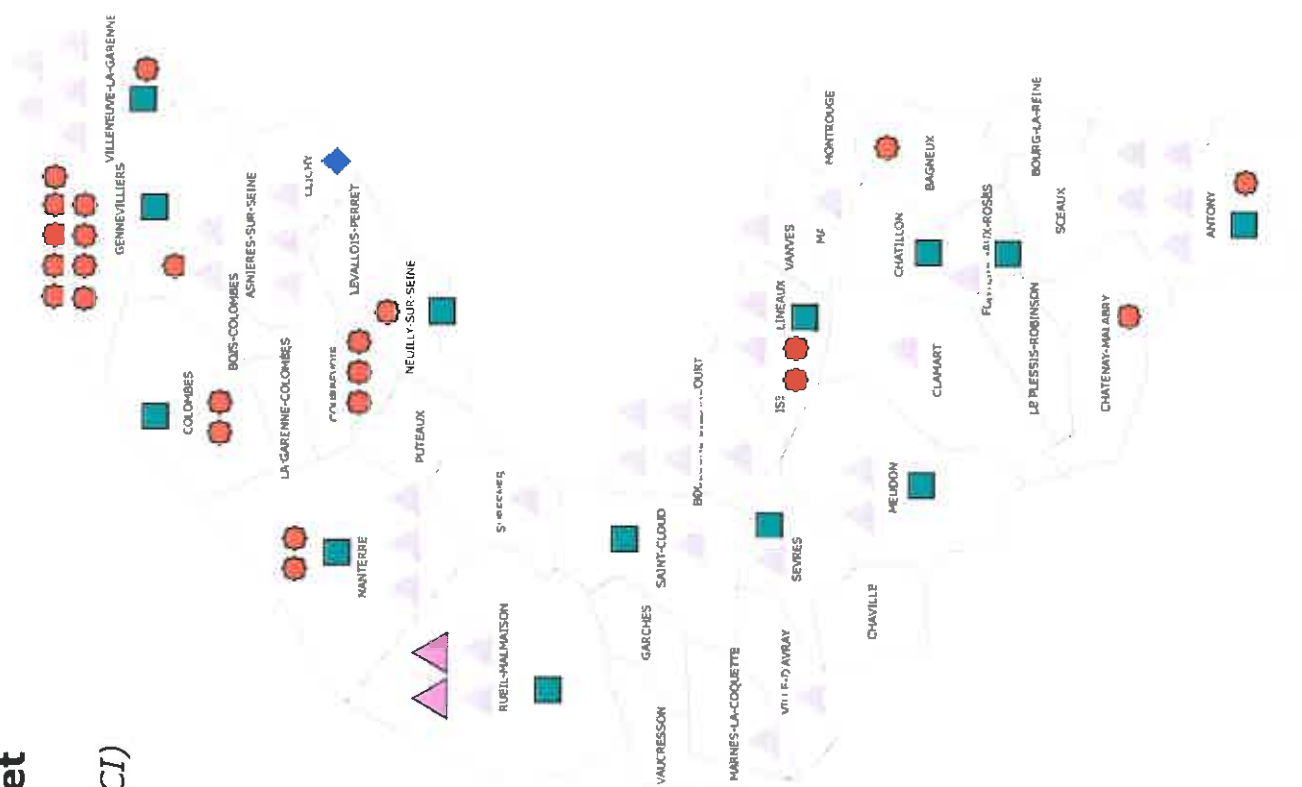 et
CI)
VILLENEUVE-LA-GARENNE
GENNEVILLIERS
ASNIERES-SUR-SEINE
CLICHY
LEVALLOIS-PERRET
BOIS-COLOMBES
COLOMBES
LA-GARENNE-COLOMBES
NEUILLY-SUR-SEINE
PUTEAUX
NANTERRE
RUEIL-MALMAISON
SAINT-CLOUD
GARCHES
VAUCRESSON
MARNES-LA-COQUETTE
SEVRES
CHAVILLE
MEUDON
LINEAUX
VANVES
MONTROUGE
BAGNEUX
CHATILLON
CLAMART
BOURG-LA-REINE
SCEAUX
LE PLESSIS-ROBINSON
CHATENAY-MALABRY
ANTONY